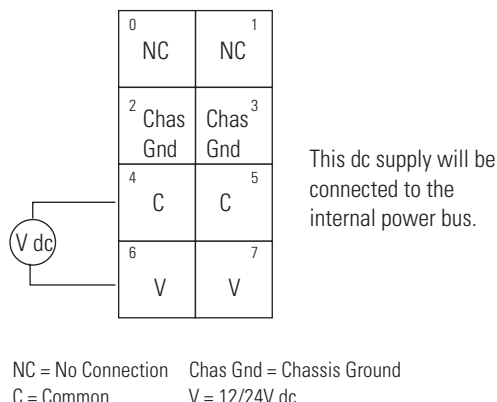 0 1
NC NC
2 Chas Chas 3
Gnd Gnd
This dc supply will be
connected to the
internal power bus.
4 5
C C
V dc
6 7
V V
NC = No Connection Chas Gnd = Chassis Ground
C = Common V = 12/24V dc